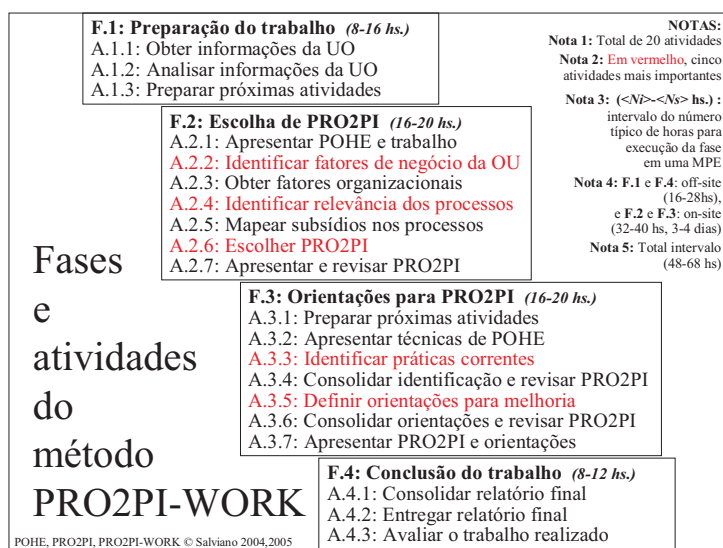 F.1: Preparação do trabalho (8-16 hs.)
A.1.1: Obter informações da UO
A.1.2: Analisar informações da UO
A.1.3: Preparar próximas atividades
NOTAS:
Nota 1: Total de 20 atividades
Nota 2: Em vermelho, cinco
atividades mais importantes
Nota 3: (<Ni>-<Ns> hs.) :
intervalo do número
típico de horas para
execução da fase
em uma MPE
Nota 4: F.1 e F.4: off-site
(16-28hs),
e F.2 e F.3: on-site
(32-40 hs, 3-4 dias)
Nota 5: Total intervalo
(48-68 hs)
F.2: Escolha de PRO2PI (16-20 hs.)
A.2.1: Apresentar POHE e trabalho
A.2.2: Identificar fatores de negócio da OU
A.2.3: Obter fatores organizacionais
A.2.4: Identificar relevância dos processos
A.2.5: Mapear subsídios nos processos
A.2.6: Escolher PRO2PI
A.2.7: Apresentar e revisar PRO2PI
F.3: Orientações para PRO2PI (16-20 hs.)
A.3.1: Preparar próximas atividades
A.3.2: Apresentar técnicas de POHE
A.3.3: Identificar práticas correntes
A.3.4: Consolidar identificação e revisar PRO2PI
A.3.5: Definir orientações para melhoria
A.3.6: Consolidar orientações e revisar PRO2PI
A.3.7: Apresentar PRO2PI e orientações
F.4: Conclusão do trabalho (8-12 hs.)
A.4.1: Consolidar relatório final
A.4.2: Entregar relatório final
A.4.3: Avaliar o trabalho realizado
Fases
e
atividades
do
método
PRO2PI-WORK
POHE, PRO2PI, PRO2PI-WORK © Salviano 2004,2005